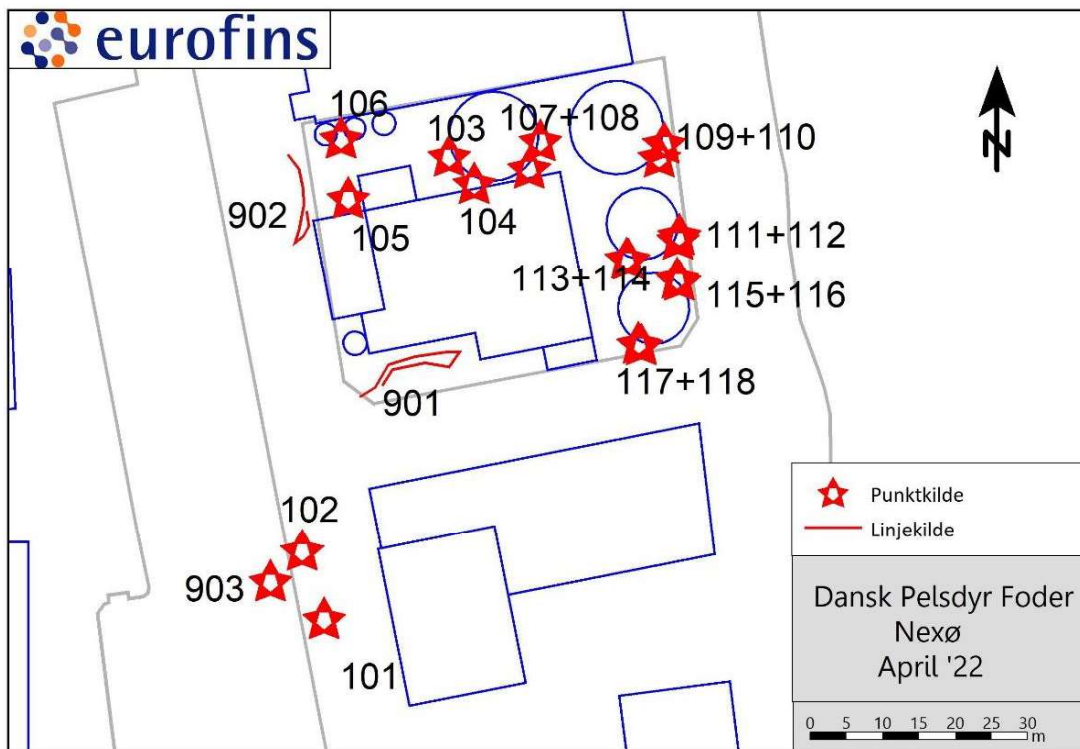 eurofins
106
103
107+108
109+110
902
105
104
111+112
113+114
115+116
117+118
901
102
903
101
N
Punktkilde
Linjekilde
Dansk Pelsdyr Foder
Nexø
April '22
0 5 10 15 20 25 30
m